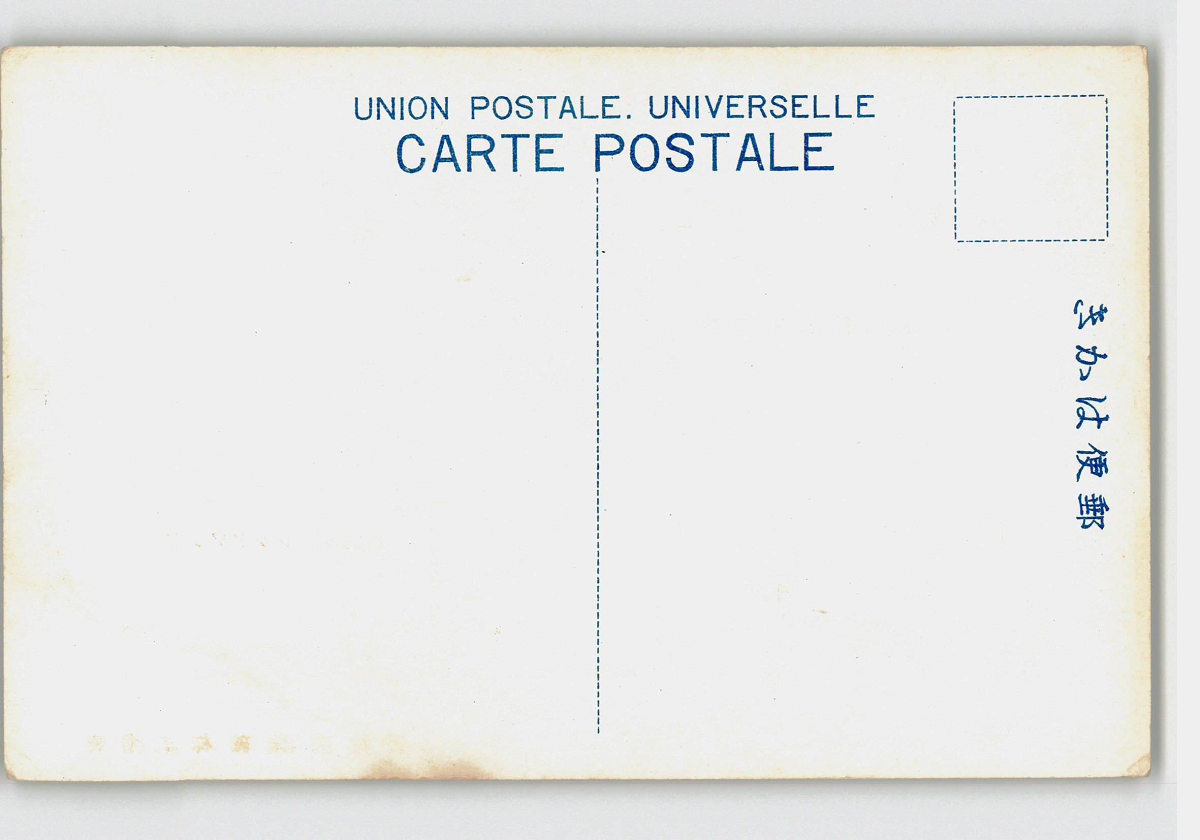 UNION POSTALE. UNIVERSELLE
CARTE POSTALE
きかは便郵